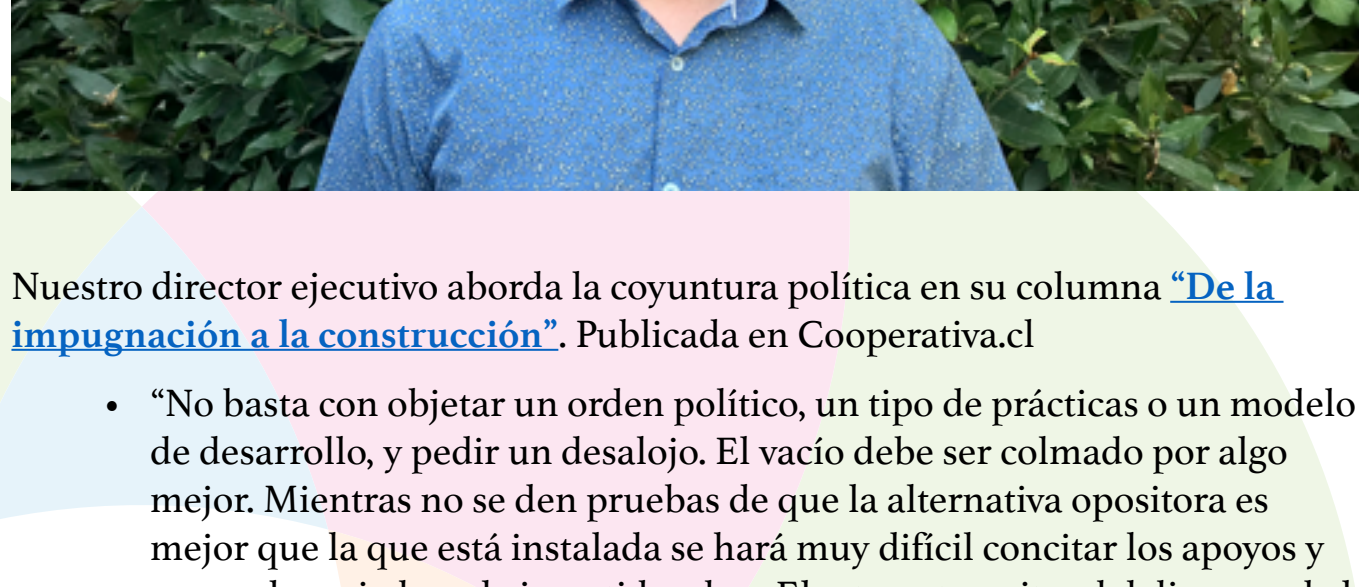 Nuestro director ejecutivo aborda la coyuntura política en su columna “De la
impugnación a la construcción”. Publicada en Cooperativa.cl
• “No basta con objetar un orden político, un tipo de prácticas o un modelo
de desarrollo, y pedir un desalojo. El vacío debe ser colmado por algo
mejor. Mientras no se den pruebas de que la alternativa opositora es
mejor que la que está instalada se hará muy difícil concitar los apoyos y